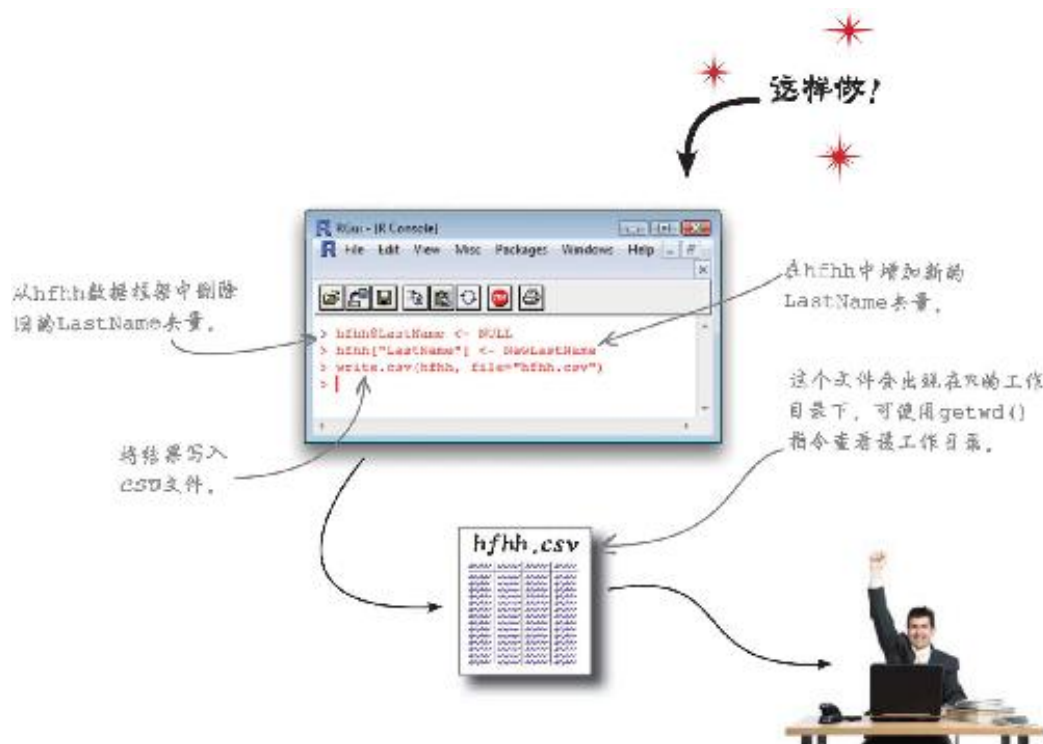 这样做!
RGui - [R Console]
File Edit View Misc Packages Windows Help
STOP
从hfhh数据框架中删除
旧的LastName矢量。
在hfhh中增加新的
LastName矢量。
> hfhh$LastName <- NULL
> hfhh["LastName"] <- NewLastName
> write.csv(hfhh, file="hfhh.csv")
>
将结果写入
CSV文件。
这个文件会出现在R的工作
目录下，可使用getwd()
指令查看该工作目录。
hfhh.csv